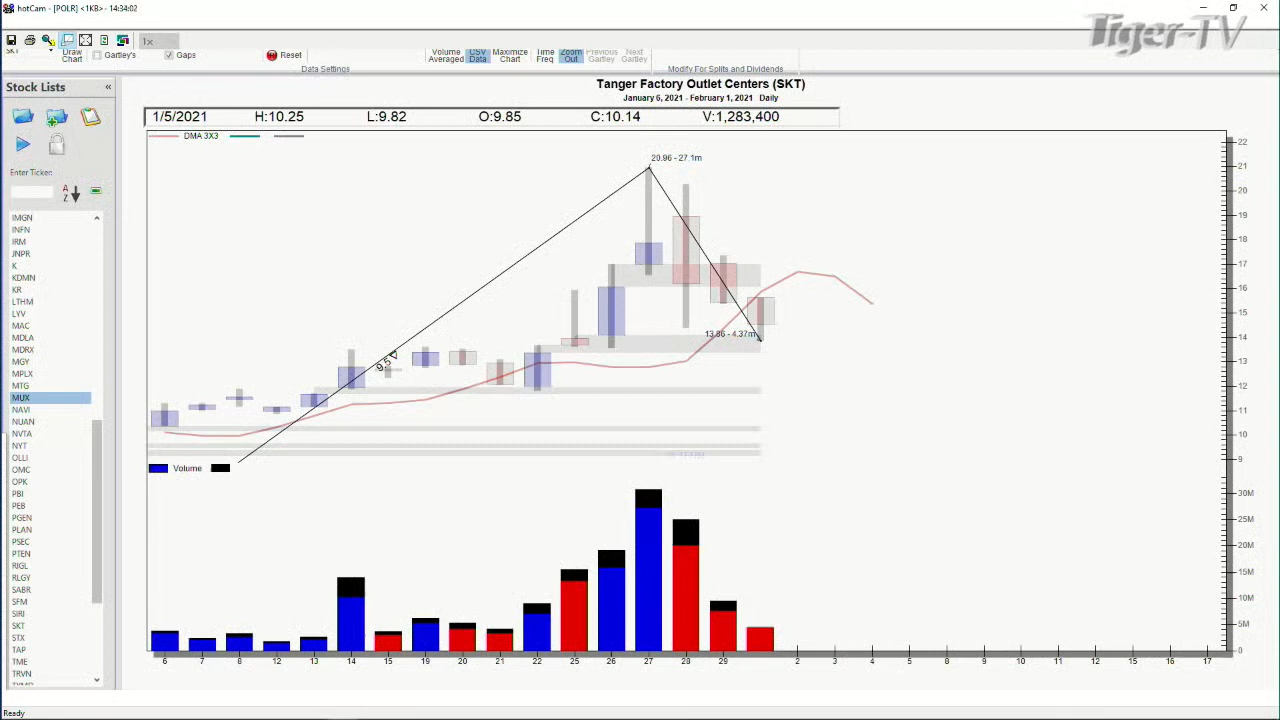 hotCam - [POLR] <1KB> - 14:34:02
Tiger-TV
1x
SKT
Draw
Chart
Gartley's
Gaps
Reset
Data Settings
Volume
Averaged
CSV
Data
Maximize
Chart
Time
Freq
Zoom
Out
Previous
Gartley
Next
Gartley
Modify For Splits and Dividends
Stock Lists
«
Enter Ticker:
A
Z
IMGN
INFN
IRM
JNPR
K
KDMN
KR
LTHM
LYV
MAC
MDLA
MDRX
MGY
MPLX
MTG
MUX
NAVI
NUAN
NVTA
NYT
OLLI
OMC
OPK
PBI
PEB
PGEN
PLAN
PSEC
PTEN
RIGL
RLGY
SABR
SFM
SIRI
SKT
STX
TAP
TME
TRVN
Tanger Factory Outlet Centers (SKT)
January 6, 2021 - February 1, 2021 Daily
1/5/2021 H:10.25 L:9.82 O:9.85 C:10.14 V:1,283,400
DMA 3X3
20.96 - 27.1m
13.86 - 4.37m
9.5
22
21
20
19
18
17
16
15
14
13
12
11
10
9
Volume
30M
25M
20M
15M
10M
5M
0
6 7 8 12 13 14 15 19 20 21 22 25 26 27 28 29 2 3 4 5 8 9 10 11 12 15 16 17
Ready